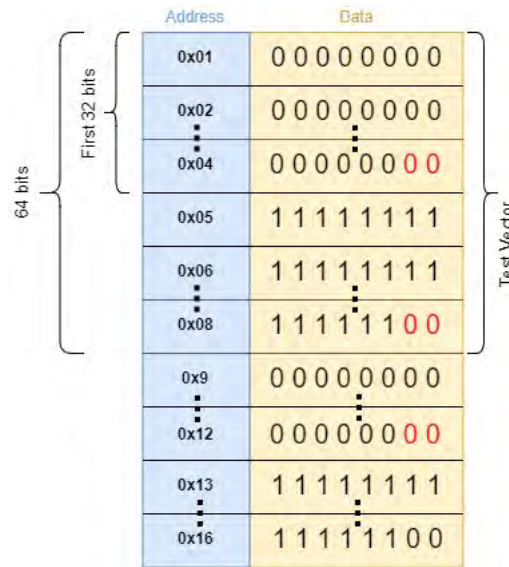 Address Data
0x01 0 0 0 0 0 0 0 0
0x02 0 0 0 0 0 0 0 0
0x04 0 0 0 0 0 0 0 0
0x05 1 1 1 1 1 1 1 1
0x06 1 1 1 1 1 1 1 1
0x08 1 1 1 1 1 1 0 0
0x9 0 0 0 0 0 0 0 0
0x12 0 0 0 0 0 0 0 0
0x13 1 1 1 1 1 1 1 1
0x16 1 1 1 1 1 1 0 0
64 bits
First 32 bits
Test Vector